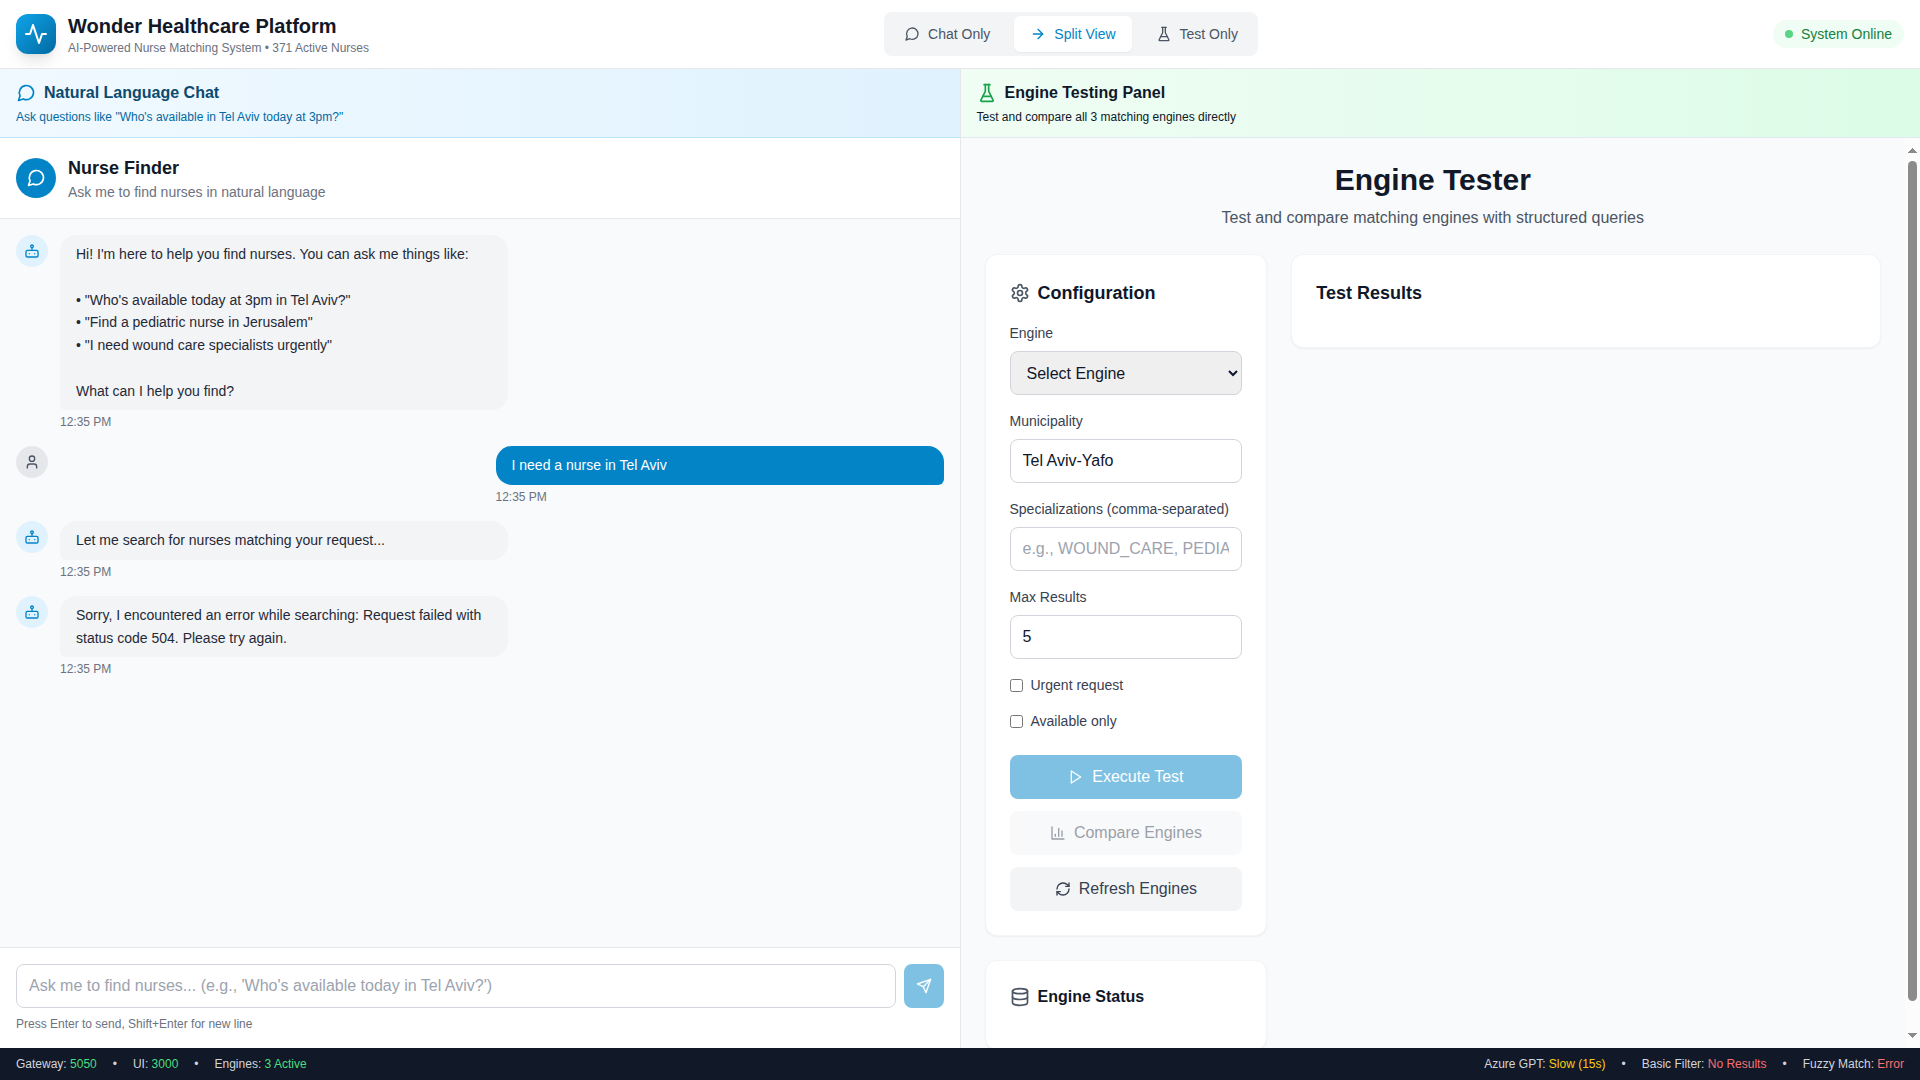 Wonder Healthcare Platform
AI-Powered Nurse Matching System • 371 Active Nurses
Chat Only
Split View
Test Only
System Online
Natural Language Chat
Ask questions like "Who's available in Tel Aviv today at 3pm?"
Engine Testing Panel
Test and compare all 3 matching engines directly
Nurse Finder
Ask me to find nurses in natural language
Hi! I'm here to help you find nurses. You can ask me things like:
• "Who's available today at 3pm in Tel Aviv?"
• "Find a pediatric nurse in Jerusalem"
• "I need wound care specialists urgently"
What can I help you find?
12:35 PM
I need a nurse in Tel Aviv
12:35 PM
Let me search for nurses matching your request...
12:35 PM
Sorry, I encountered an error while searching: Request failed with
status code 504. Please try again.
12:35 PM
Ask me to find nurses... (e.g., 'Who's available today in Tel Aviv?')
Press Enter to send, Shift+Enter for new line
Engine Tester
Test and compare matching engines with structured queries
Configuration
Engine
Select Engine
Municipality
Tel Aviv-Yafo
Specializations (comma-separated)
e.g., WOUND_CARE, PEDIA
Max Results
5
Urgent request
Available only
Execute Test
Compare Engines
Refresh Engines
Engine Status
Test Results
Gateway: 5050 • UI: 3000 • Engines: 3 Active
Azure GPT: Slow (15s) • Basic Filter: No Results • Fuzzy Match: Error